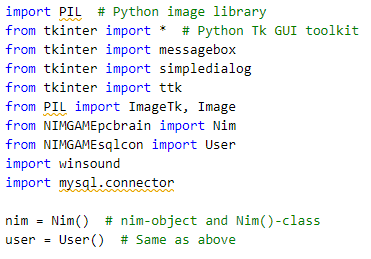 import PIL  # Python image library
from tkinter import *  # Python Tk GUI toolkit
from tkinter import messagebox
from tkinter import simpledialog
from tkinter import ttk
from PIL import ImageTk, Image
from NIMGAMEpcbrain import Nim
from NIMGAMEsqlcon import User
import winsound
import mysql.connector

nim = Nim()  # nim-object and Nim()-class
user = User()  # Same as above